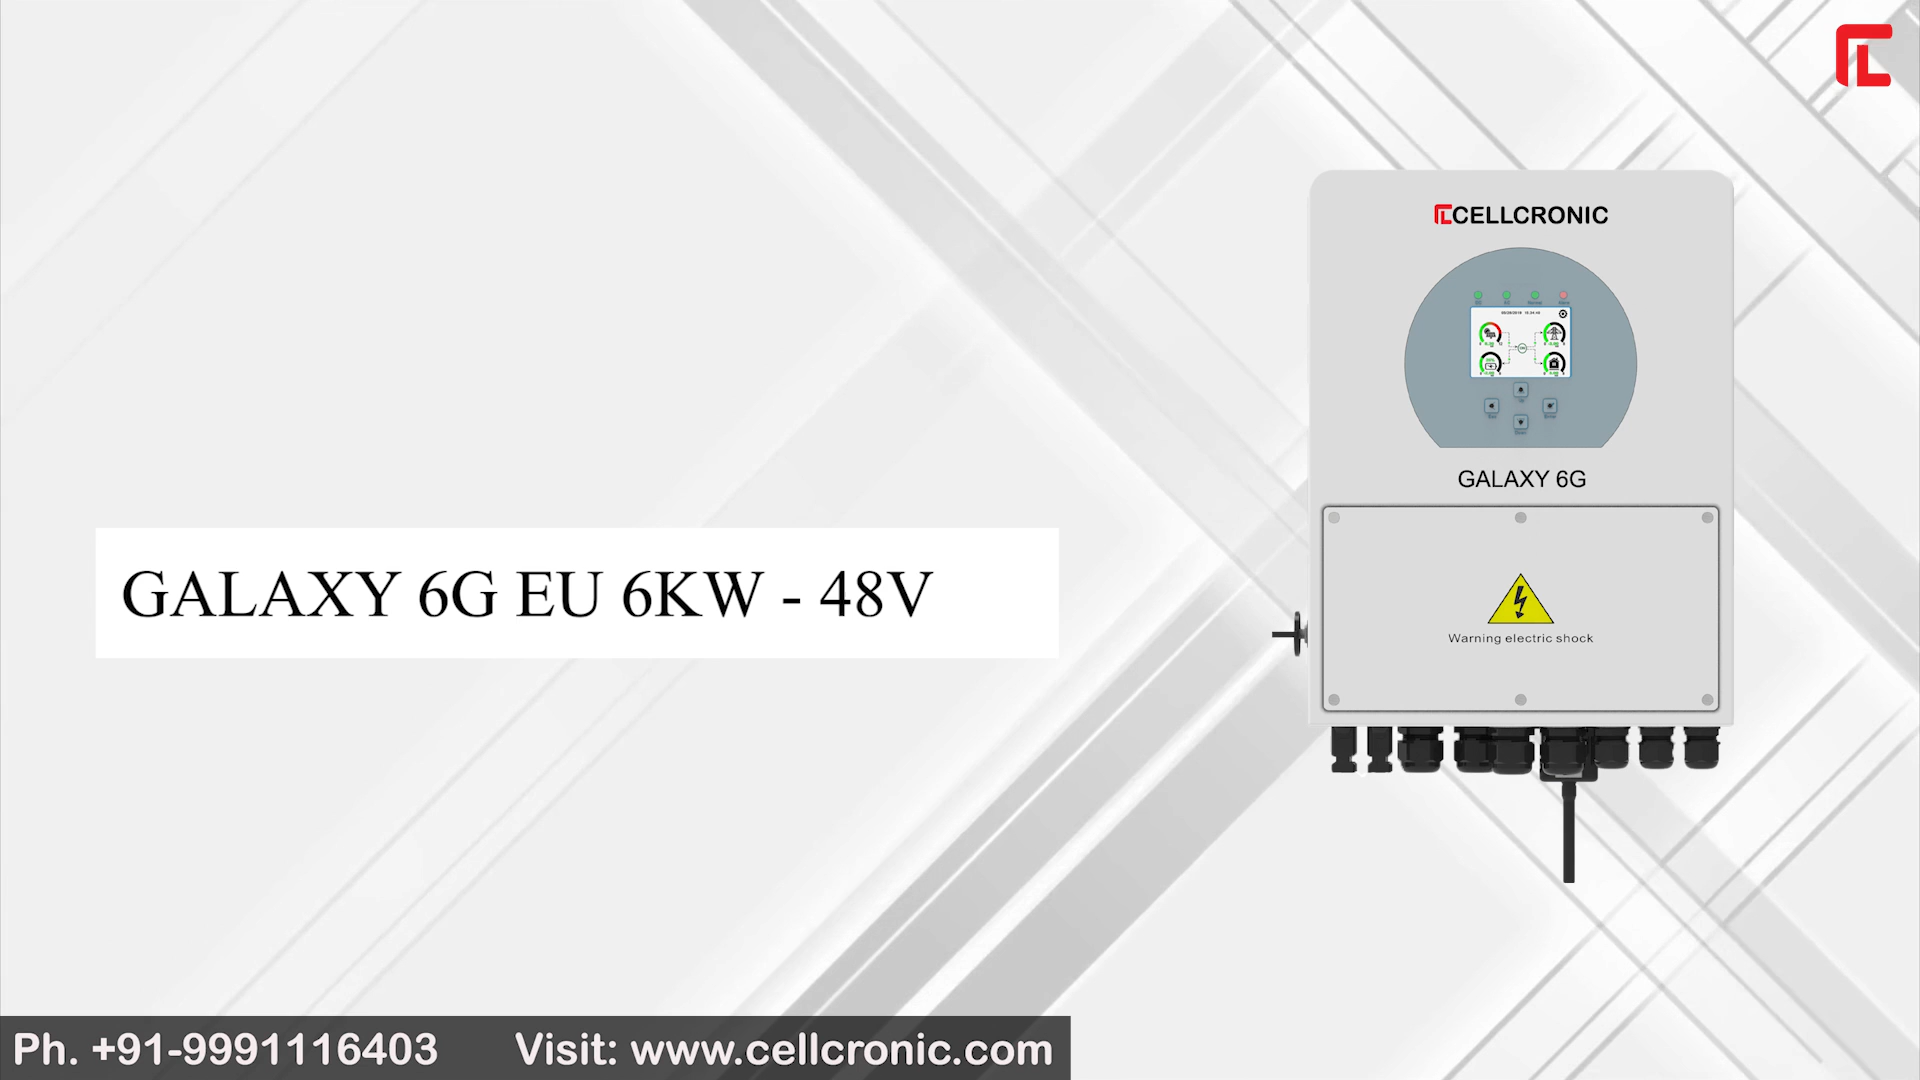 CELLCRONIC
GALAXY 6G
Warning electric shock
GALAXY 6G EU 6KW - 48V
Ph. +91-9991116403 Visit: www.cellcronic.com